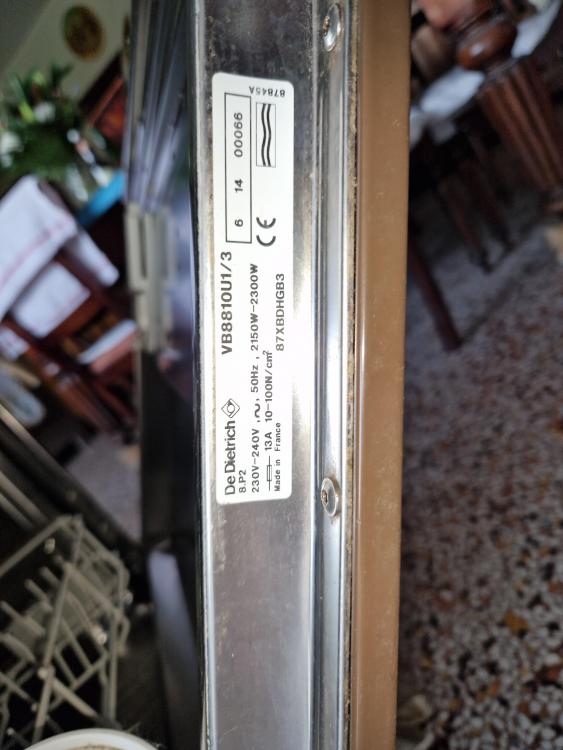 De Dietrich VB8810U1/3
8.P2
6 14 00066
230V-240V ,∿, 50Hz , 2150W-2300W
13A 10-100N/cm²
CE
Made in France 87XBDHGB3
87845A